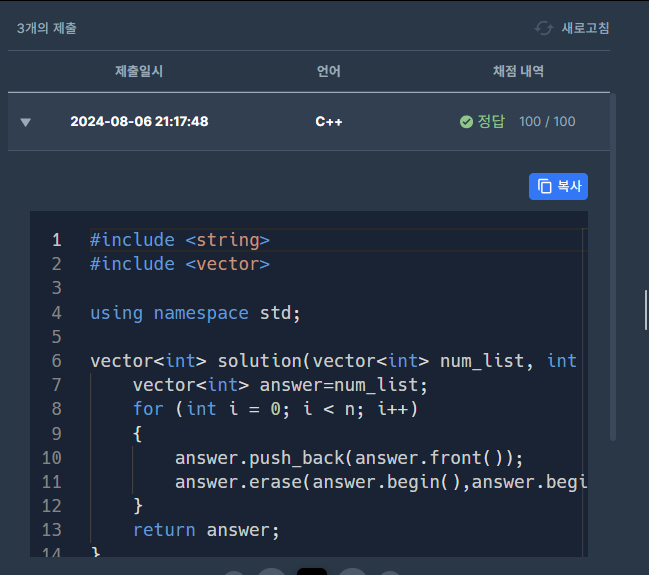 3개의 제출
새로고침
제출일시 언어 채점 내역
2024-08-06 21:17:48 C++ 정답 100 / 100
복사
1 #include <string>
2 #include <vector>
3
4 using namespace std;
5
6 vector<int> solution(vector<int> num_list, int
7 vector<int> answer=num_list;
8 for (int i = 0; i < n; i++)
9 {
10 answer.push_back(answer.front());
11 answer.erase(answer.begin(),answer.begi
12 }
13 return answer;
14 }